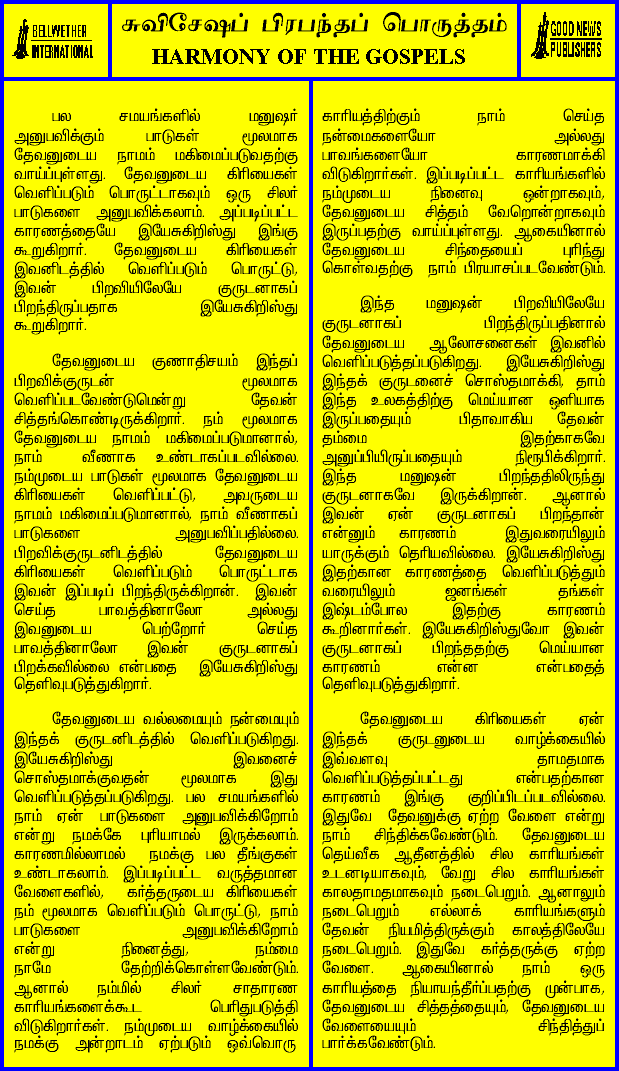 BELLWETHER
INTERNATIONAL
சுவிசேஷப் பிரபந்தப் பொருத்தம்
HARMONY OF THE GOSPELS
GOOD NEWS
PUBLISHERS
பல சமயங்களில் மனுஷர்
அனுபவிக்கும் பாடுகள் மூலமாக
தேவனுடைய நாமம் மகிமைப்படுவதற்கு
வாய்ப்புள்ளது. தேவனுடைய கிரியைகள்
வெளிப்படும் பொருட்டாகவும் ஒரு சிலர்
பாடுகளை அனுபவிக்கலாம். அப்படிப்பட்ட
காரணத்தையே இயேசுகிறிஸ்து இங்கு
கூறுகிறார். தேவனுடைய கிரியைகள்
இவனிடத்தில் வெளிப்படும் பொருட்டு,
இவன் பிறவியிலேயே குருடனாகப்
பிறந்திருப்பதாக இயேசுகிறிஸ்து
கூறுகிறார்.
தேவனுடைய குணாதிசயம் இந்தப்
பிறவிக்குருடன் மூலமாக
வெளிப்படவேண்டுமென்று தேவன்
சித்தங்கொண்டிருக்கிறார். நம் மூலமாக
தேவனுடைய நாமம் மகிமைப்படுமானால்,
நாம் வீணாக உண்டாகப்படவில்லை.
நம்முடைய பாடுகள் மூலமாக தேவனுடைய
கிரியைகள் வெளிப்பட்டு, அவருடைய
நாமம் மகிமைப்படுமானால், நாம் வீணாகப்
பாடுகளை அனுபவிப்பதில்லை.
பிறவிக்குருடனிடத்தில் தேவனுடைய
கிரியைகள் வெளிப்படும் பொருட்டாக
இவன் இப்படிப் பிறந்திருக்கிறான். இவன்
செய்த பாவத்தினாலோ அல்லது
இவனுடைய பெற்றோர் செய்த
பாவத்தினாலோ இவன் குருடனாகப்
பிறக்கவில்லை என்பதை இயேசுகிறிஸ்து
தெளிவுபடுத்துகிறார்.
தேவனுடைய வல்லமையும் நன்மையும்
இந்தக் குருடனிடத்தில் வெளிப்படுகிறது.
இயேசுகிறிஸ்து இவனைச்
சொஸ்தமாக்குவதன் மூலமாக இது
வெளிப்படுத்தப்படுகிறது. பல சமயங்களில்
நாம் ஏன் பாடுகளை அனுபவிக்கிறோம்
என்று நமக்கே புரியாமல் இருக்கலாம்.
காரணமில்லாமல் நமக்கு பல தீங்குகள்
உண்டாகலாம். இப்படிப்பட்ட வருத்தமான
வேளைகளில், கர்த்தருடைய கிரியைகள்
நம் மூலமாக வெளிப்படும் பொருட்டு, நாம்
பாடுகளை அனுபவிக்கிறோம்
என்று நினைத்து, நம்மை
நாமே தேற்றிக்கொள்ளவேண்டும்.
ஆனால் நம்மில் சிலர் சாதாரண
காரியங்களைக்கூட பெரிதுபடுத்தி
விடுகிறார்கள். நம்முடைய வாழ்க்கையில்
நமக்கு அன்றாடம் ஏற்படும் ஒவ்வொரு
காரியத்திற்கும் நாம் செய்த
நன்மைகளையோ அல்லது
பாவங்களையோ காரணமாக்கி
விடுகிறார்கள். இப்படிப்பட்ட காரியங்களில்
நம்முடைய நினைவு ஒன்றாகவும்,
தேவனுடைய சித்தம் வேறொன்றாகவும்
இருப்பதற்கு வாய்ப்புள்ளது. ஆகையினால்
தேவனுடைய சிந்தையைப் புரிந்து
கொள்வதற்கு நாம் பிரயாசப்படவேண்டும்.
இந்த மனுஷன் பிறவியிலேயே
குருடனாகப் பிறந்திருப்பதினால்
தேவனுடைய ஆலோசனைகள் இவனில்
வெளிப்படுத்தப்படுகிறது. இயேசுகிறிஸ்து
இந்தக் குருடனைச் சொஸ்தமாக்கி, தாம்
இந்த உலகத்திற்கு மெய்யான ஒளியாக
இருப்பதையும் பிதாவாகிய தேவன்
தம்மை இதற்காகவே
அனுப்பியிருப்பதையும் நிரூபிக்கிறார்.
இந்த மனுஷன் பிறந்ததிலிருந்து
குருடனாகவே இருக்கிறான். ஆனால்
இவன் ஏன் குருடனாகப் பிறந்தான்
என்னும் காரணம் இதுவரையிலும்
யாருக்கும் தெரியவில்லை. இயேசுகிறிஸ்து
இதற்கான காரணத்தை வெளிப்படுத்தும்
வரையிலும் ஜனங்கள் தங்கள்
இஷ்டம்போல இதற்கு காரணம்
கூறினார்கள். இயேசுகிறிஸ்துவோ இவன்
குருடனாகப் பிறந்ததற்கு மெய்யான
காரணம் என்ன என்பதைத்
தெளிவுபடுத்துகிறார்.
தேவனுடைய கிரியைகள் ஏன்
இந்தக் குருடனுடைய வாழ்க்கையில்
இவ்வளவு தாமதமாக
வெளிப்படுத்தப்பட்டது என்பதற்கான
காரணம் இங்கு குறிப்பிடப்படவில்லை.
இதுவே தேவனுக்கு ஏற்ற வேளை என்று
நாம் சிந்திக்கவேண்டும். தேவனுடைய
தெய்வீக ஆதீனத்தில் சில காரியங்கள்
உடனடியாகவும், வேறு சில காரியங்கள்
காலதாமதமாகவும் நடைபெறும். ஆனாலும்
நடைபெறும் எல்லாக் காரியங்களும்
தேவன் நியமித்திருக்கும் காலத்திலேயே
நடைபெறும். இதுவே கர்த்தருக்கு ஏற்ற
வேளை. ஆகையினால் நாம் ஒரு
காரியத்தை நியாயந்தீர்ப்பதற்கு முன்பாக,
தேவனுடைய சித்தத்தையும், தேவனுடைய
வேளையையும் சிந்தித்துப்
பார்க்கவேண்டும்.